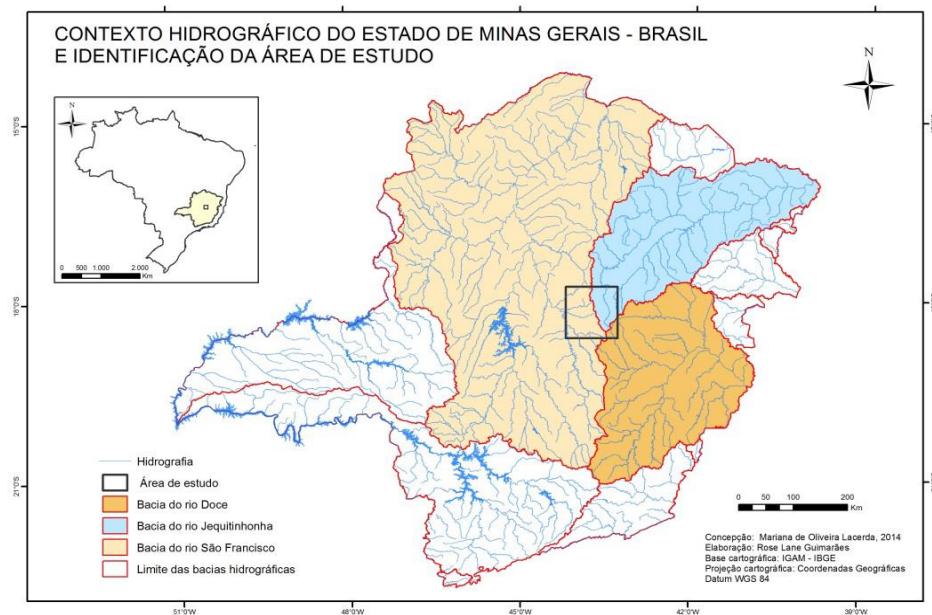 CONTEXTO HIDROGRÁFICO DO ESTADO DE MINAS GERAIS - BRASIL
E IDENTIFICAÇÃO DA ÁREA DE ESTUDO
N
N
0 500 1.000 2.000
Km
15°0'S
18°0'S
21°0'S
Hidrografia
Área de estudo
Bacia do rio Doce
Bacia do rio Jequitinhonha
Bacia do rio São Francisco
Limite das bacias hidrográficas
0 50 100 200
Km
Concepção: Mariana de Oliveira Lacerda, 2014
Elaboração: Rose Lane Guimarães
Base cartográfica: IGAM - IBGE
Projeção cartográfica: Coordenadas Geográficas
Datum WGS 84
51°0'W
48°0'W
45°0'W
42°0'W
39°0'W